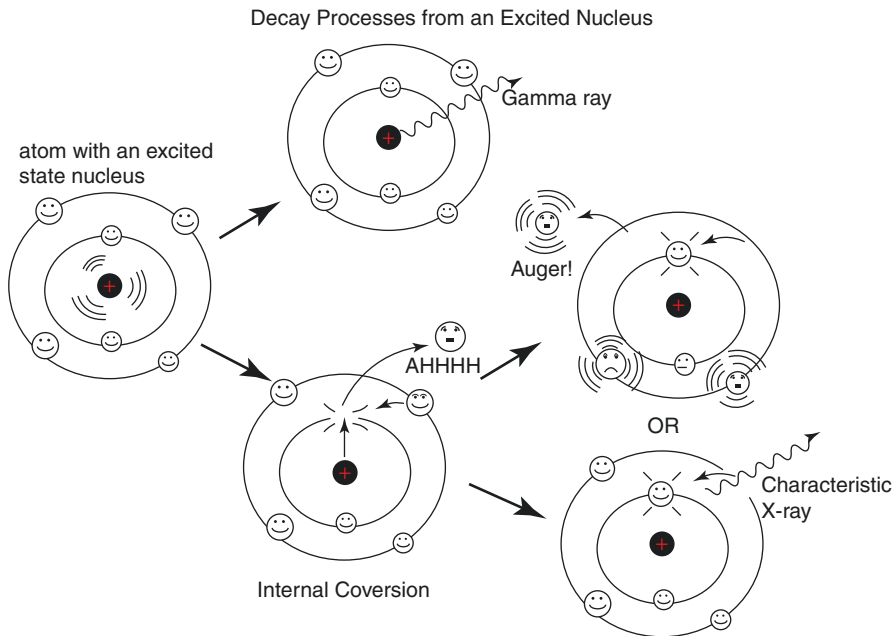 Decay Processes from an Excited Nucleus
Gamma ray
atom with an excited
state nucleus
+
+
Auger!
+
AHHHH
+
OR
Characteristic
X-ray
+
Internal Coversion